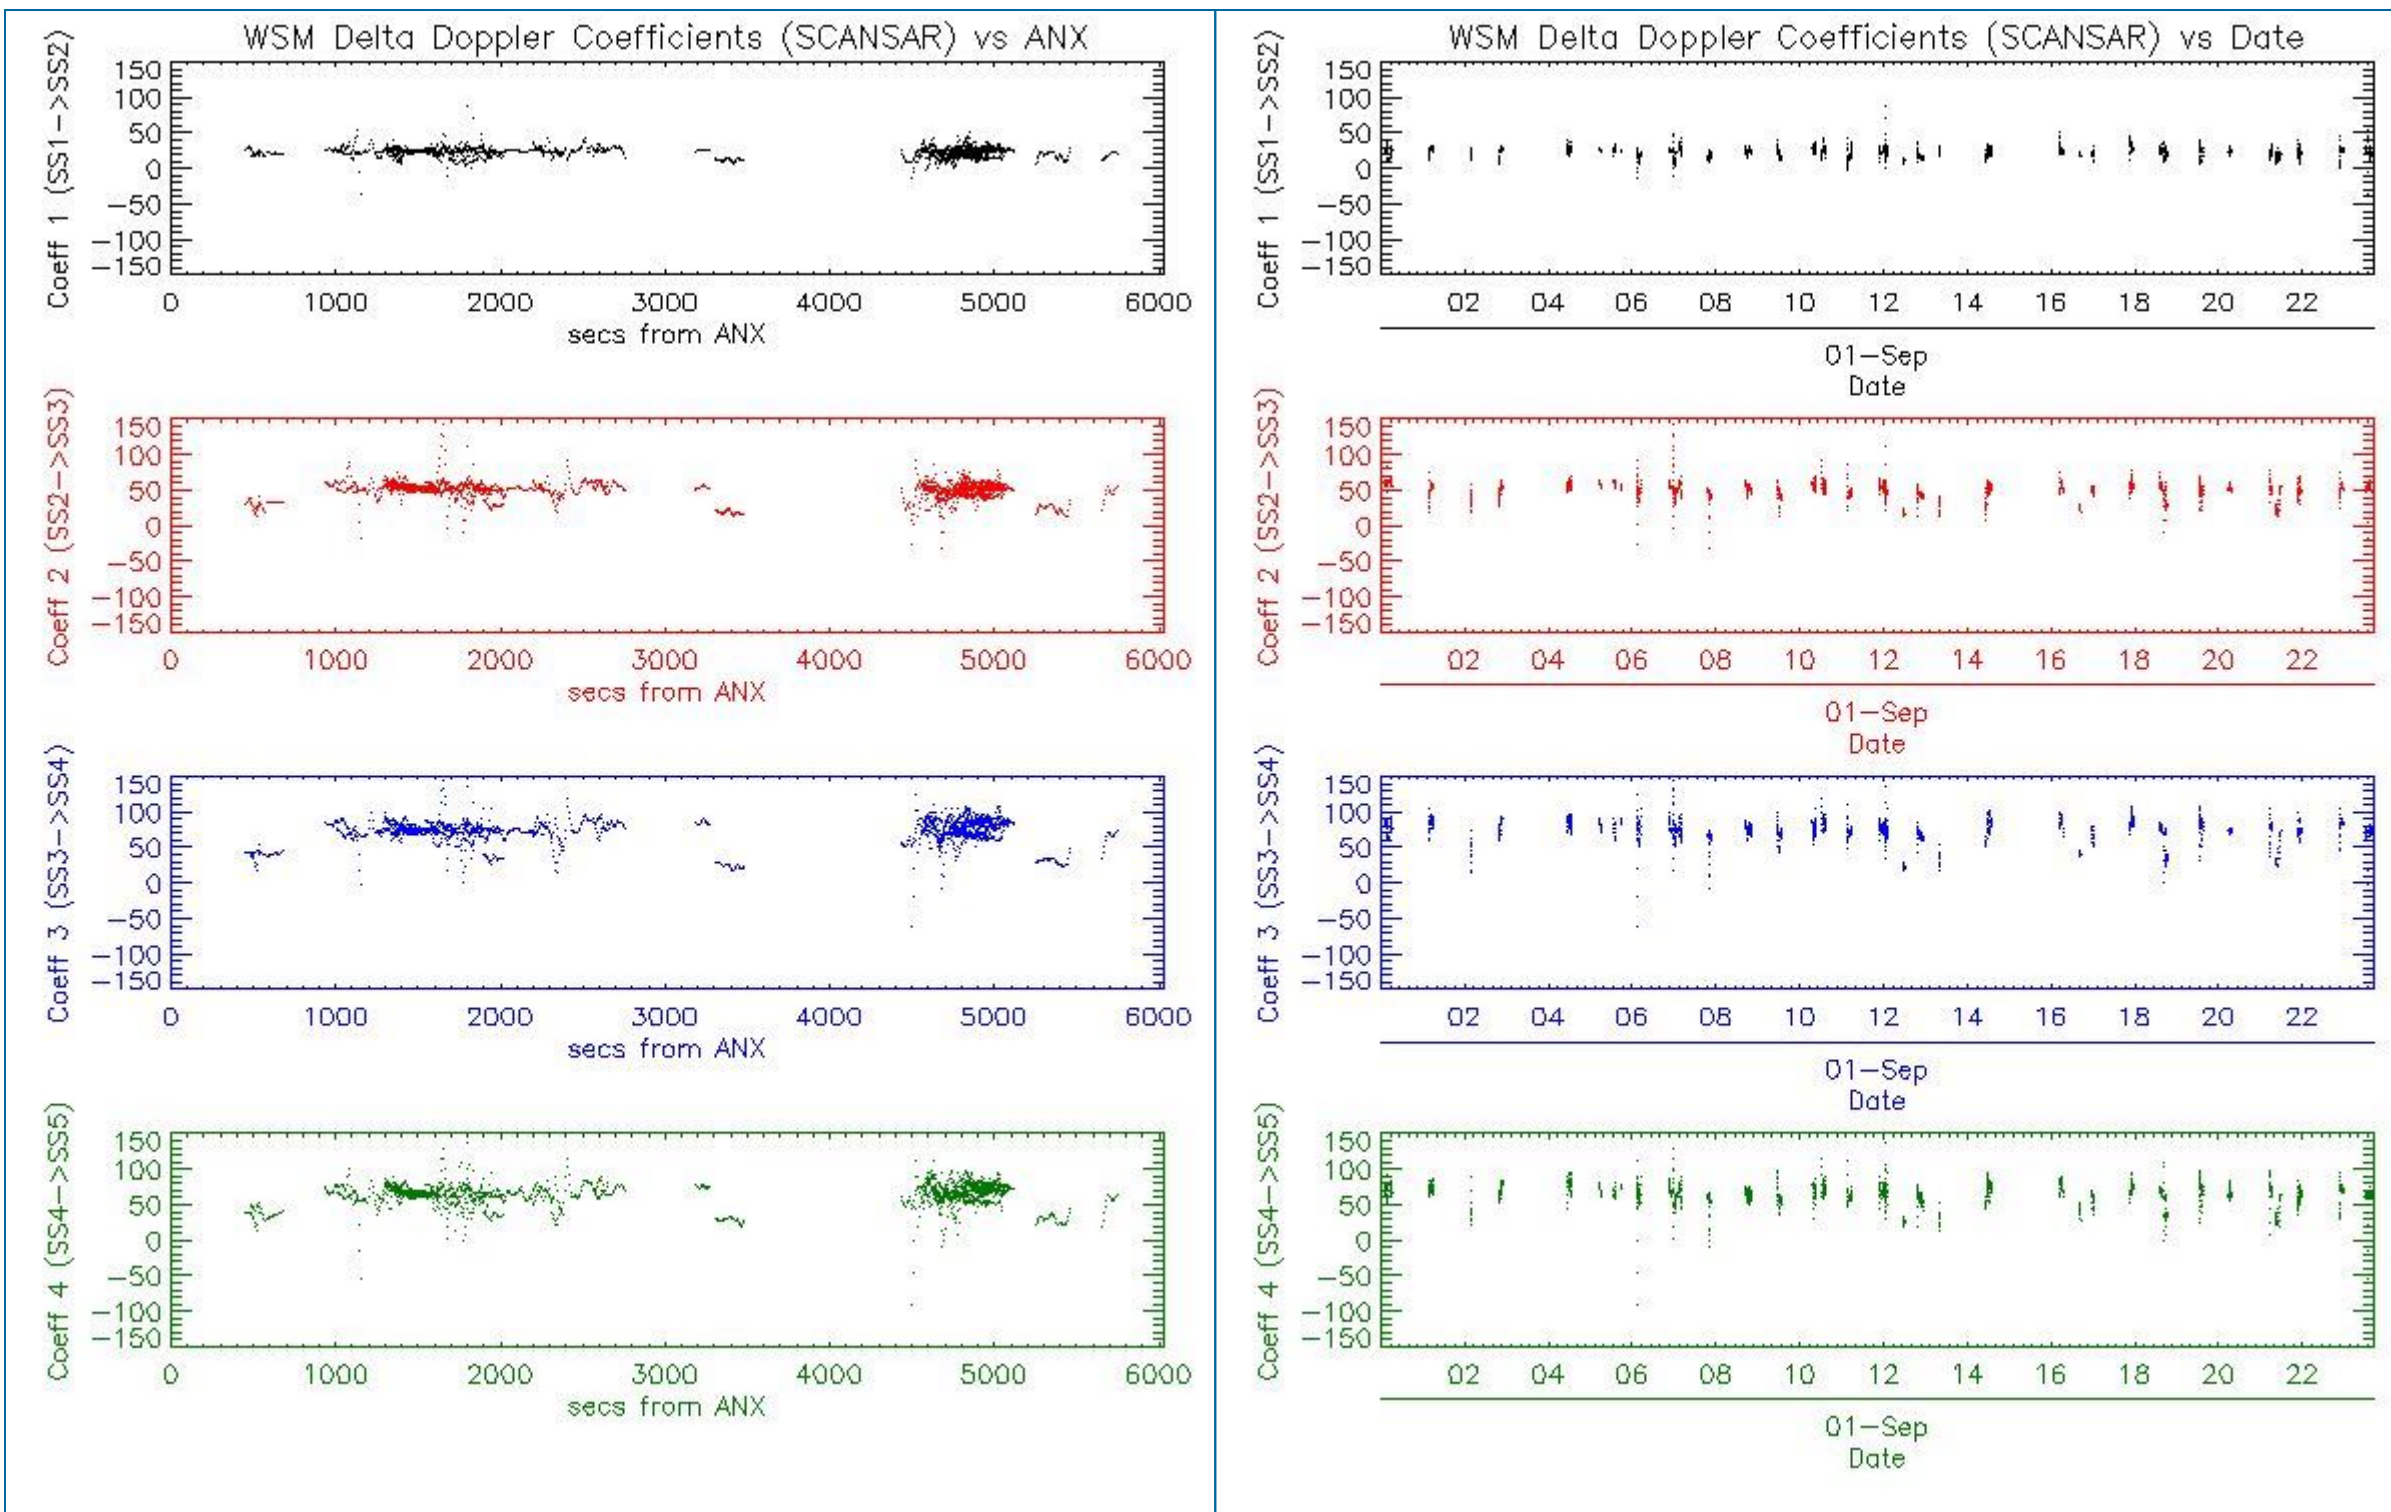 WSM Delta Doppler Coefficients (SCANSAR) vs ANX
Coeff 1 (SS1->SS2)
150
100
50
0
-50
-100
-150
0 1000 2000 3000 4000 5000 6000
secs from ANX
Coeff 2 (SS2->SS3)
150
100
50
0
-50
-100
-150
0 1000 2000 3000 4000 5000 6000
secs from ANX
Coeff 3 (SS3->SS4)
150
100
50
0
-50
-100
-150
0 1000 2000 3000 4000 5000 6000
secs from ANX
Coeff 4 (SS4->SS5)
150
100
50
0
-50
-100
-150
0 1000 2000 3000 4000 5000 6000
secs from ANX
WSM Delta Doppler Coefficients (SCANSAR) vs Date
Coeff 1 (SS1->SS2)
150
100
50
0
-50
-100
-150
02 04 06 08 10 12 14 16 18 20 22
01-Sep
Date
Coeff 2 (SS2->SS3)
150
100
50
0
-50
-100
-150
02 04 06 08 10 12 14 16 18 20 22
01-Sep
Date
Coeff 3 (SS3->SS4)
150
100
50
0
-50
-100
-150
02 04 06 08 10 12 14 16 18 20 22
01-Sep
Date
Coeff 4 (SS4->SS5)
150
100
50
0
-50
-100
-150
02 04 06 08 10 12 14 16 18 20 22
01-Sep
Date